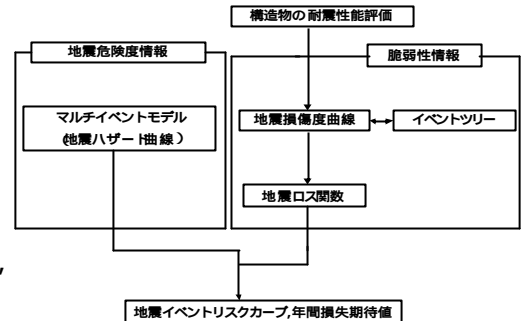 構造物の耐震性能評価
地震危険度情報
脆弱性情報
マルチイベントモデル
(地震ハザード曲線)
地震損傷度曲線
イベントツリー
地震ロス関数
地震イベントリスクカーブ,年間損失期待値